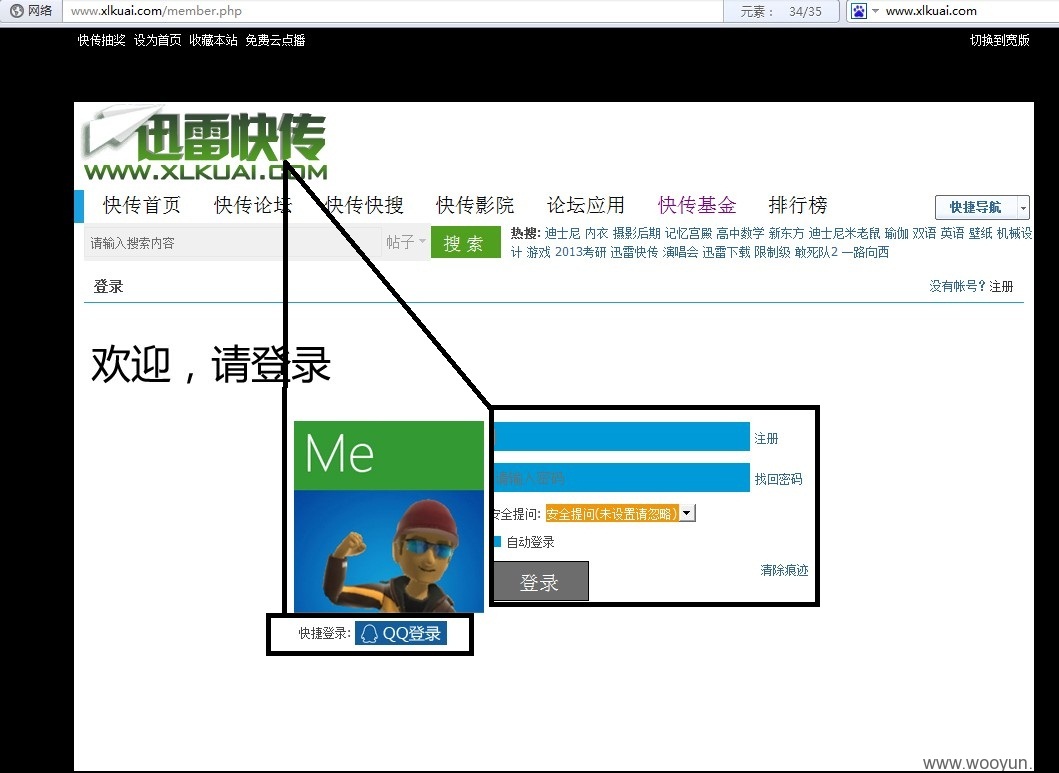 网络 www.xlkuai.com/member.php 元素： 34/35 www.xlkuai.com
快传抽奖 设为首页 收藏本站 免费云点播 切换到宽版
迅雷快传
WWW.XLKUAI.COM
快传首页 快传论坛 快传快搜 快传影院 论坛应用 快传基金 排行榜 快捷导航
请输入搜索内容 帖子 搜索 热搜: 迪士尼 内衣 摄影后期 记忆宫殿 高中数学 新东方 迪士尼米老鼠 瑜伽 双语 英语 壁纸 机械设
计 游戏 2013考研 迅雷快传 演唱会 迅雷下载 限制级 敢死队2 一路向西
登录 没有帐号？注册
欢迎，请登录
Me
注册
请输入密码 找回密码
安全提问: 安全提问(未设置请忽略)
自动登录
清除痕迹
登录
快捷登录: QQ登录
www.wooyun.